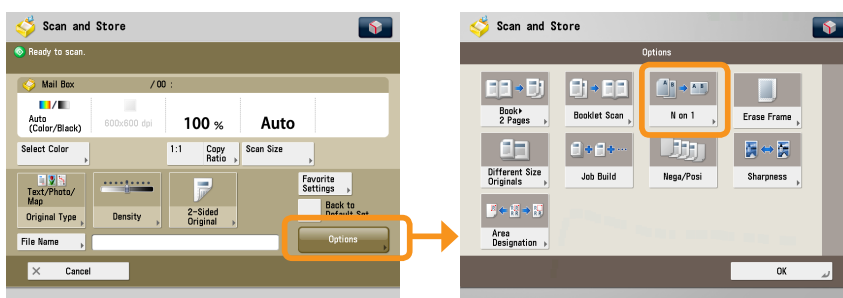 Scan and Store
Ready to scan.
Mail Box /00 :
Auto
(Color/Black)
600x600 dpi
100 %
Auto
Select Color
1:1 Copy
Ratio
Scan Size
Text/Photo/
Map
Original Type
Density
2-Sided
Original
Favorite
Settings
Back to
Default Set.
File Name
Options
Cancel
Scan and Store
Options
Book
2 Pages
Booklet Scan
A B
A B
N on 1
Erase Frame
Different Size
Originals
Job Build
Nega/Posi
Sharpness
Area
Designation
OK